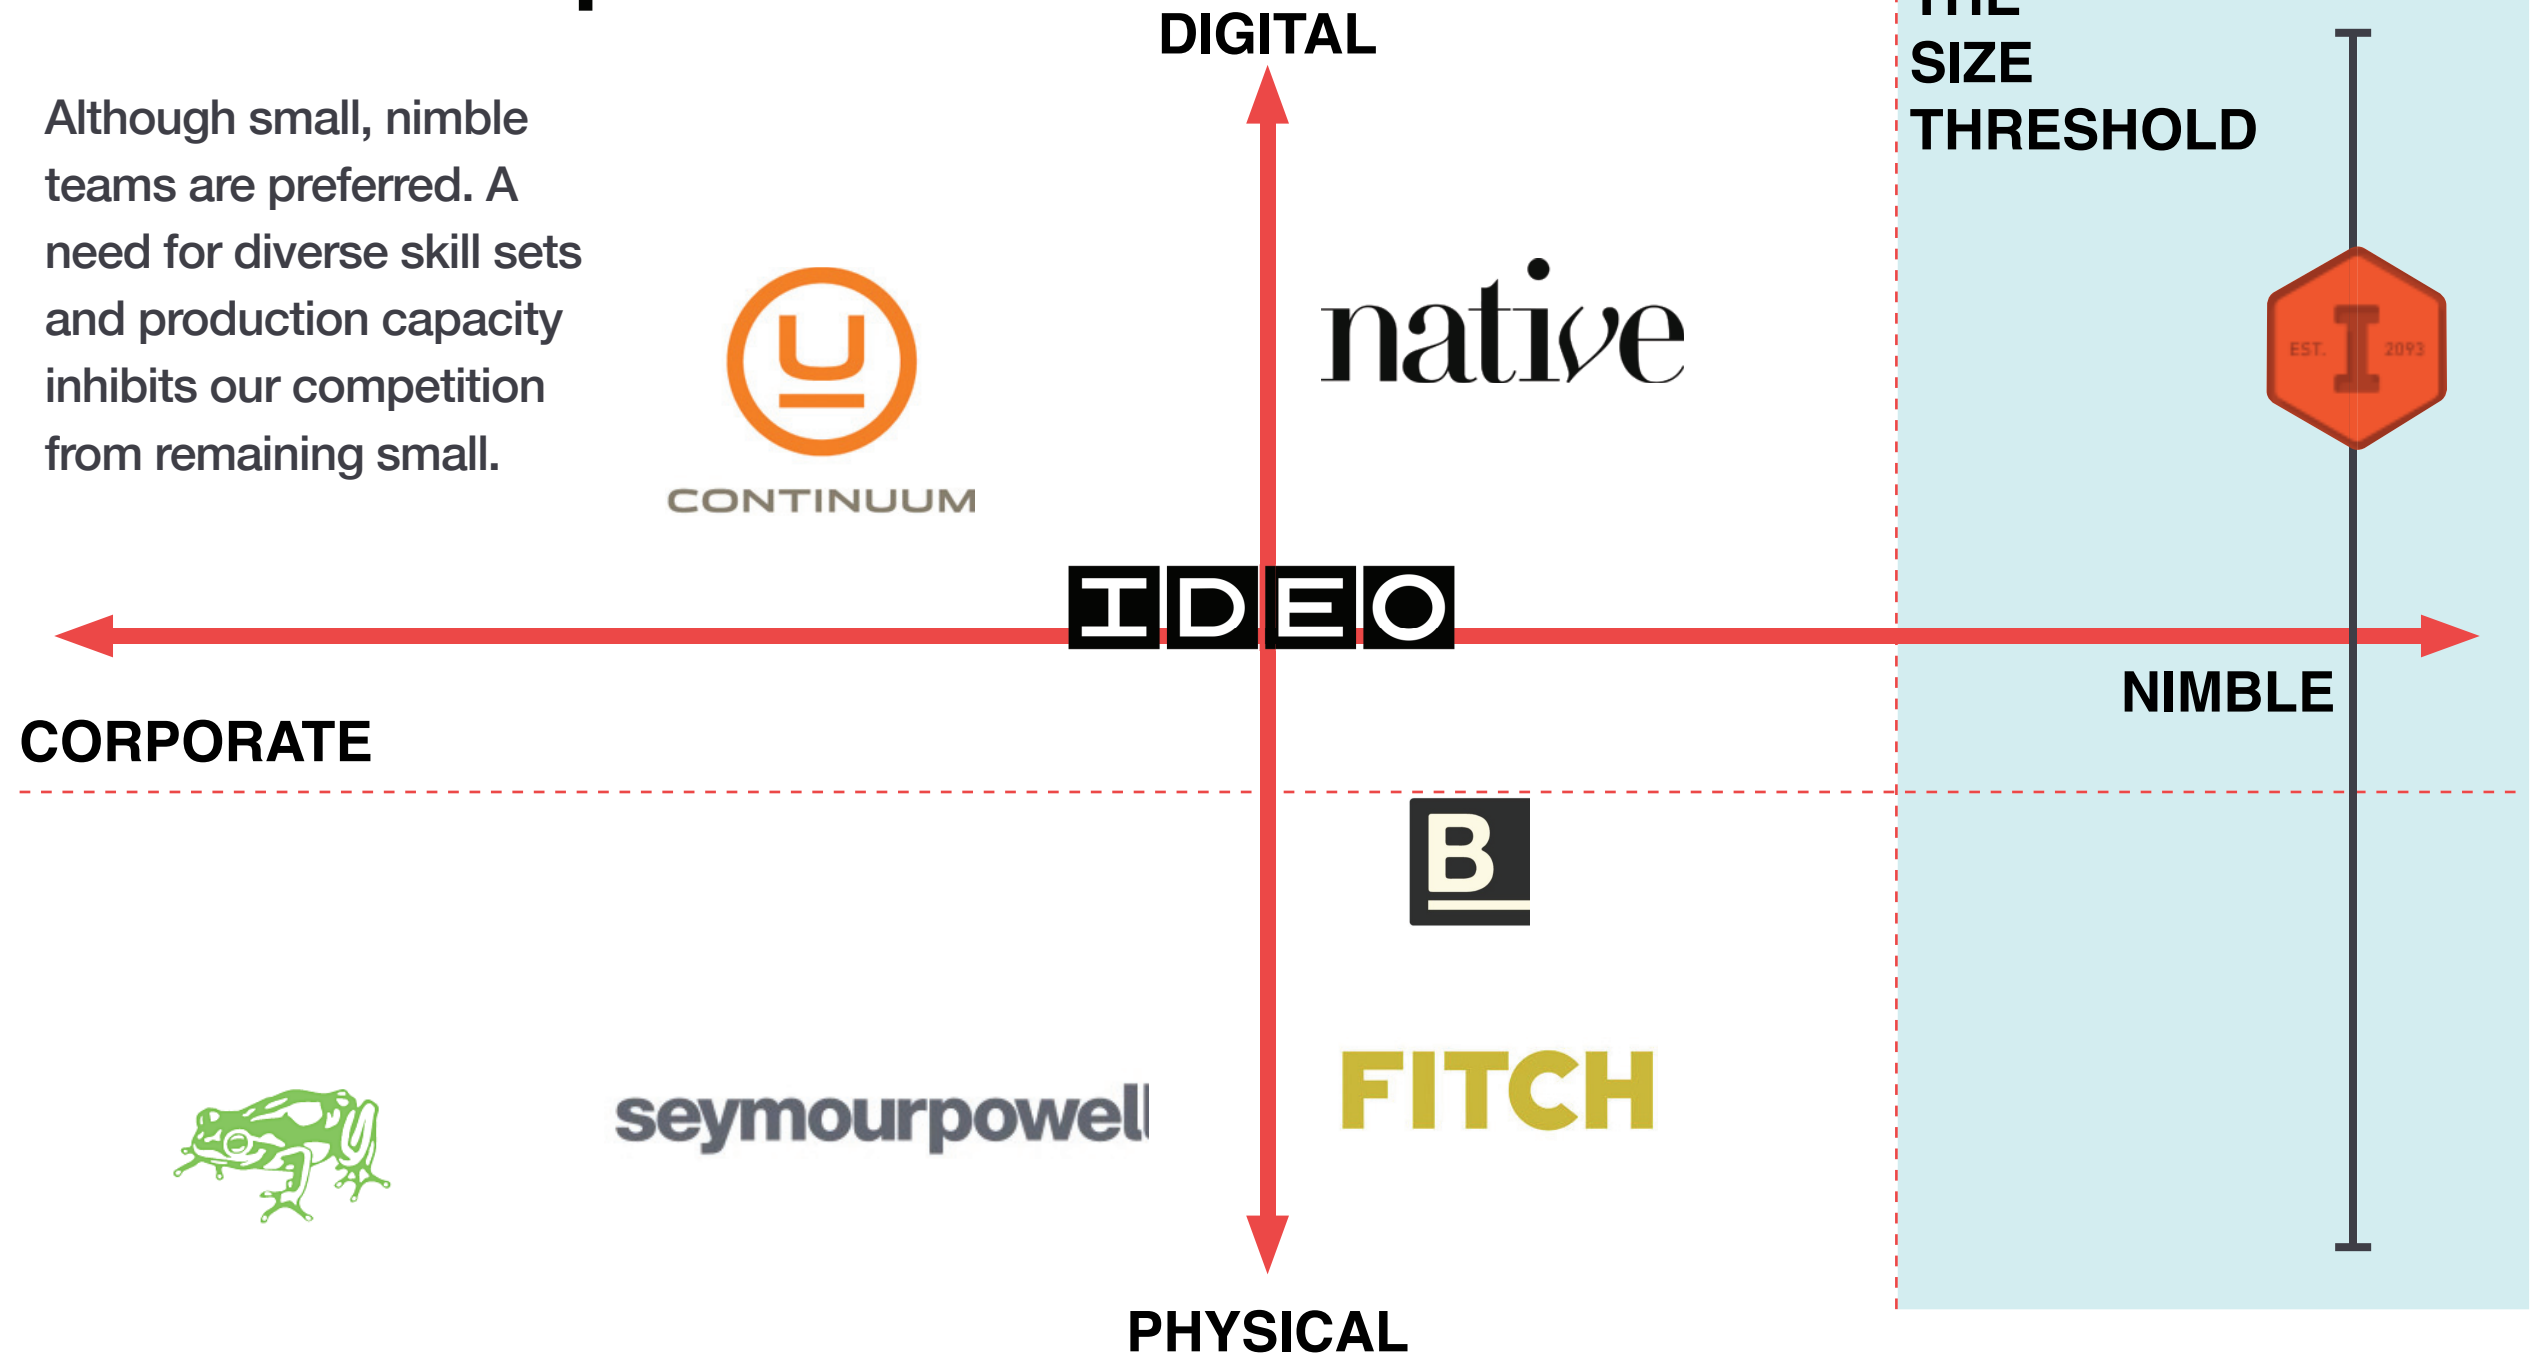 DIGITAL
THE
SIZE
THRESHOLD
Although small, nimble
teams are preferred. A
need for diverse skill sets
and production capacity
inhibits our competition
from remaining small.
U
CONTINUUM
native
EST. I 2093
IDEO
NIMBLE
CORPORATE
B
FITCH
seymourpowell
PHYSICAL